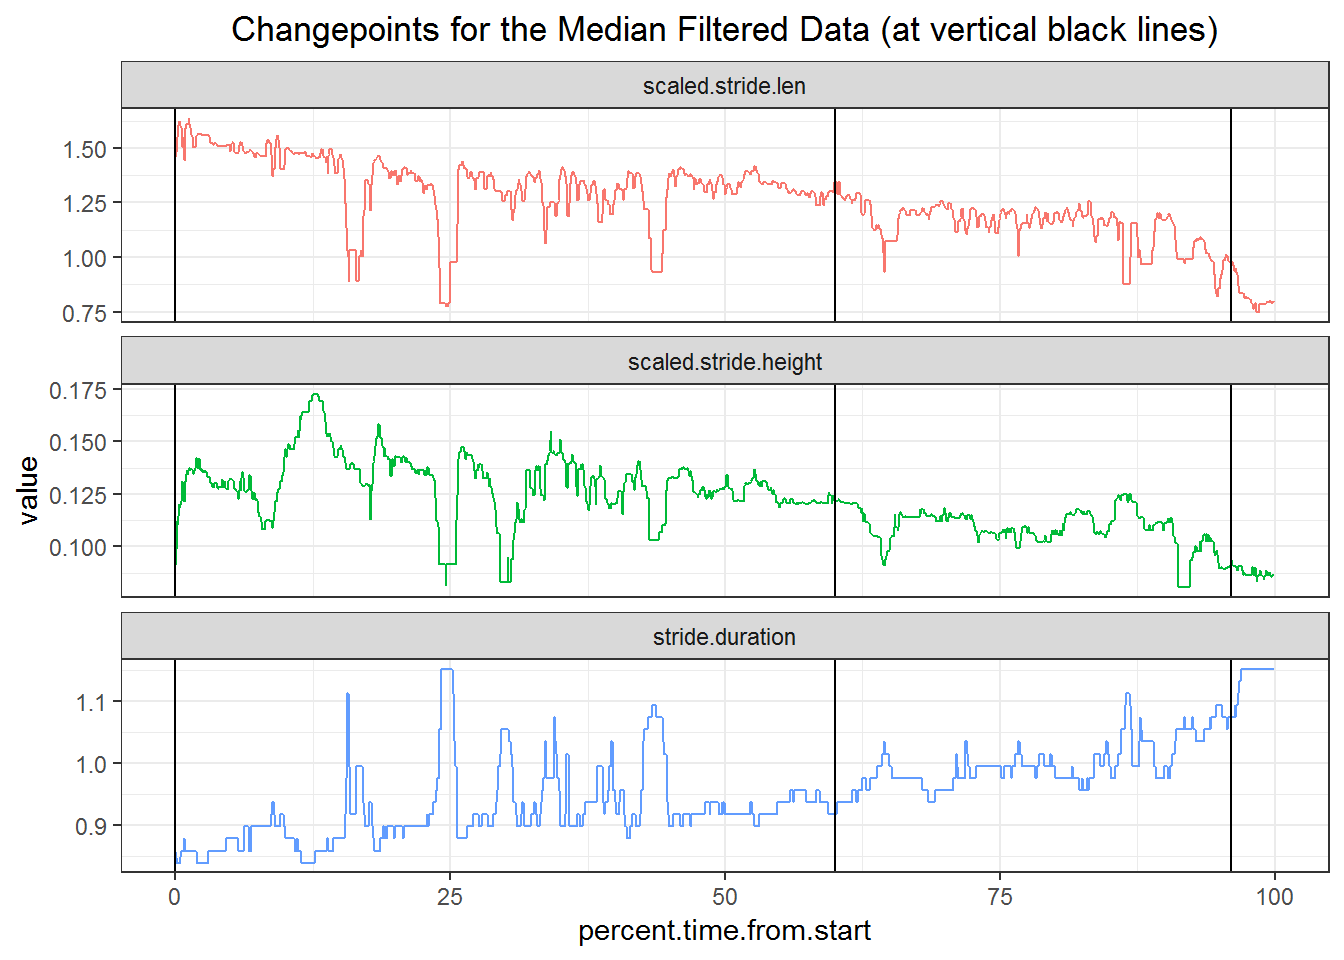 Changepoints for the Median Filtered Data (at vertical black lines)
scaled.stride.len
1.50
1.25
1.00
0.75
scaled.stride.height
0.175
0.150
0.125
0.100
value
stride.duration
1.1
1.0
0.9
0 25 50 75 100
percent.time.from.start